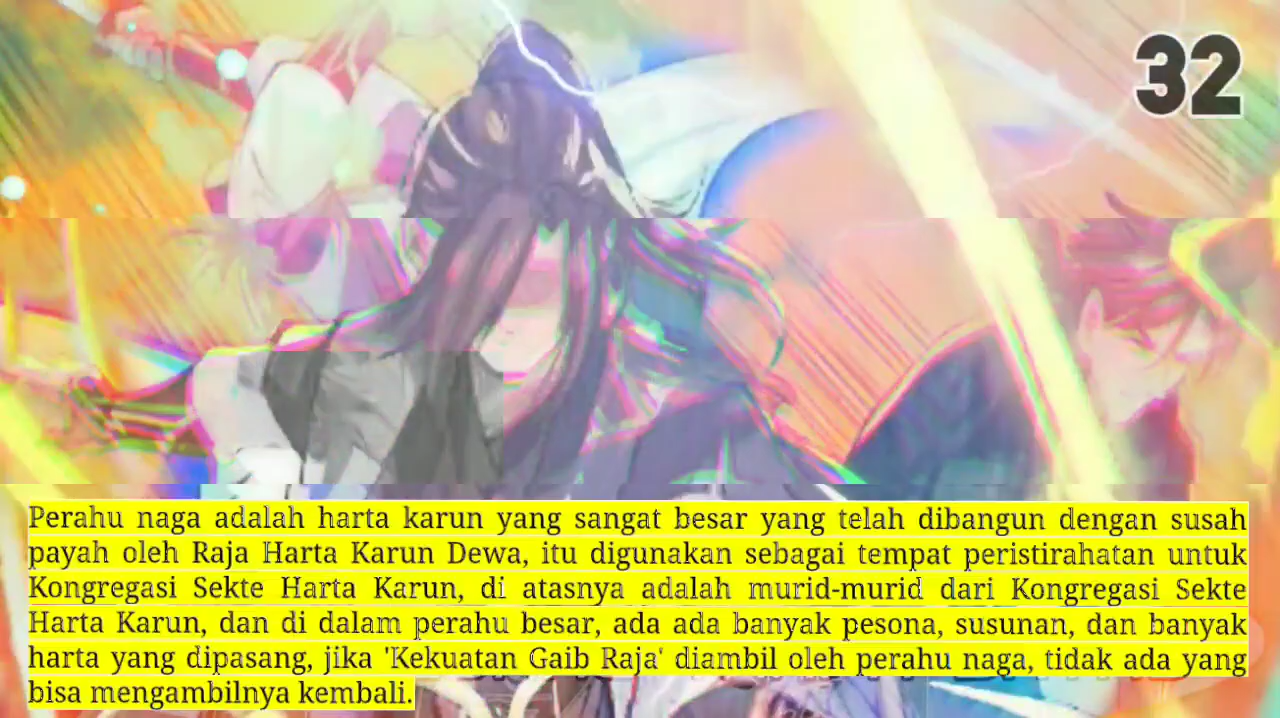 32
Perahu naga adalah harta karun yang sangat besar yang telah dibangun dengan susah
payah oleh Raja Harta Karun Dewa, itu digunakan sebagai tempat peristirahatan untuk
Kongregasi Sekte Harta Karun, di atasnya adalah murid-murid dari Kongregasi Sekte
Harta Karun, dan di dalam perahu besar, ada ada banyak pesona, susunan, dan banyak
harta yang dipasang, jika 'Kekuatan Gaib Raja' diambil oleh perahu naga, tidak ada yang
bisa mengambilnya kembali.